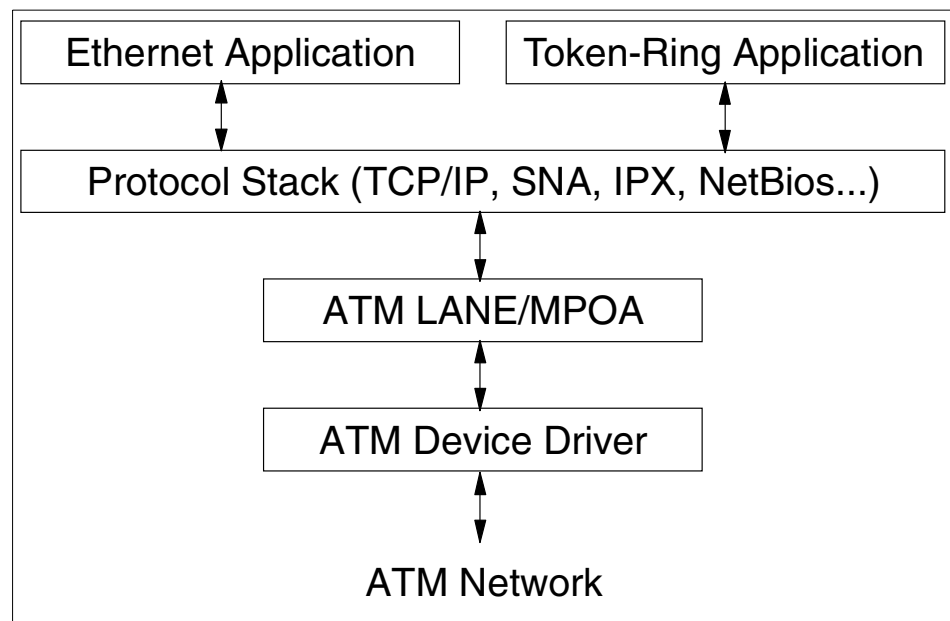 Ethernet Application
Token-Ring Application
Protocol Stack (TCP/IP, SNA, IPX, NetBios...)
ATM LANE/MPOA
ATM Device Driver
ATM Network